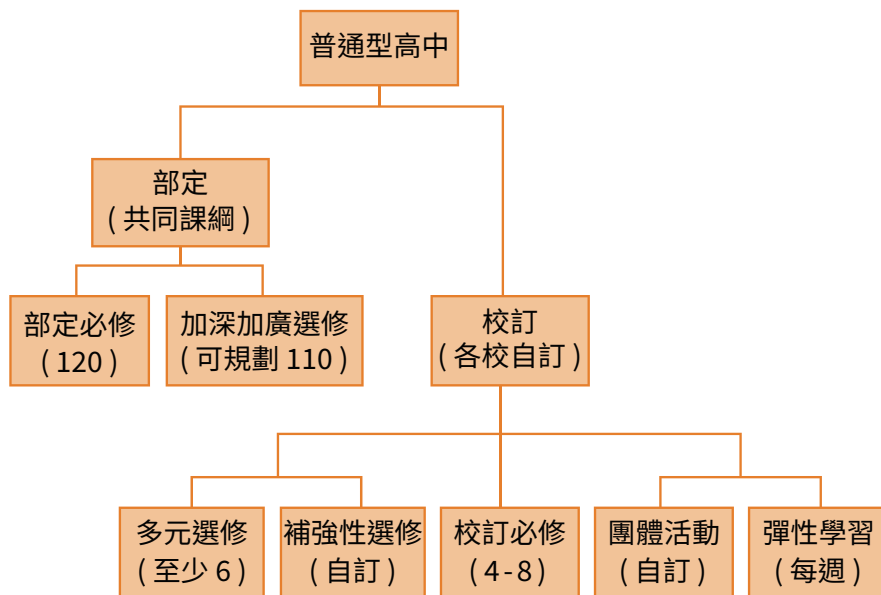 普通型高中
部定
( 共同課綱 )
部定必修
( 120 )
加深加廣選修
( 可規劃 110 )
校訂
( 各校自訂 )
多元選修
( 至少 6 )
補強性選修
( 自訂 )
校訂必修
( 4-8 )
團體活動
( 自訂 )
彈性學習
( 每週 )